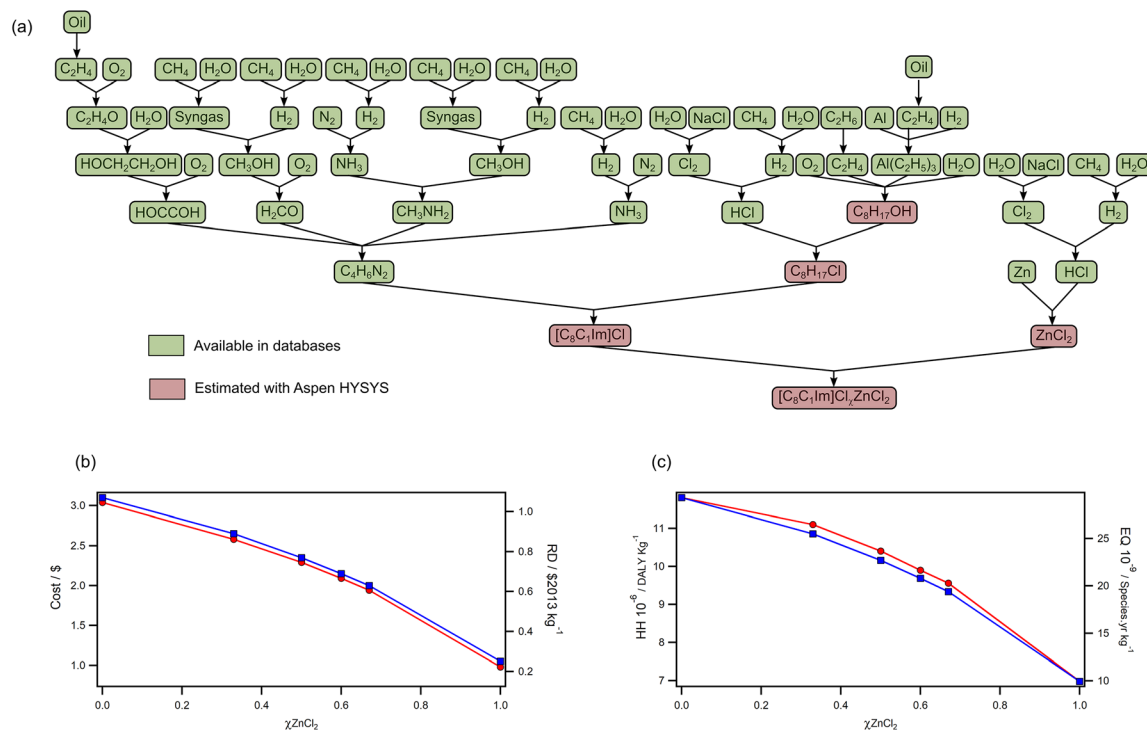 (a)
Oil
C₂H₄ O₂ CH₄ H₂O CH₄ H₂O CH₄ H₂O CH₄ H₂O CH₄ H₂O Oil
C₂H₄O H₂O Syngas H₂ N₂ H₂ Syngas H₂ CH₄ H₂O H₂O NaCl CH₄ H₂O C₂H₆ Al C₂H₄ H₂
HOCH₂CH₂OH O₂ CH₃OH O₂ NH₃ CH₃OH H₂ N₂ Cl₂ H₂ O₂ C₂H₄ Al(C₂H₅)₃ H₂O H₂O NaCl CH₄ H₂O
HOCCOH H₂CO CH₃NH₂ NH₃ HCl C₈H₁₇OH Cl₂ H₂
C₄H₆N₂ C₈H₁₇Cl Zn HCl
[C₈C₁Im]Cl ZnCl₂
Available in databases
Estimated with Aspen HYSYS
[C₈C₁Im]ClᵪZnCl₂
(b)
Cost / $
3.0
2.5
2.0
1.5
1.0
0.0 0.2 0.4 0.6 0.8 1.0
χZnCl₂
1.0
0.8
0.6
0.4
0.2
RD / $2013 kg⁻¹
(c)
HH 10⁻⁶ / DALY Kg⁻¹
11
10
9
8
7
0.0 0.2 0.4 0.6 0.8 1.0
χZnCl₂
25
20
15
10
EQ 10⁻⁹ / Species.yr kg⁻¹